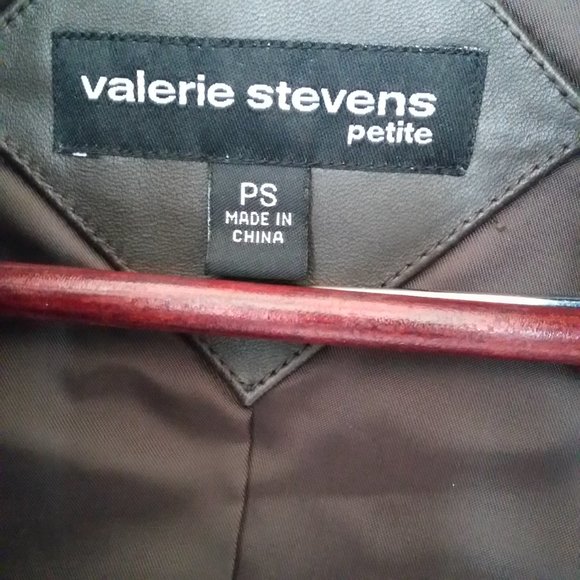 valerie stevens
petite
PS
MADE IN
CHINA